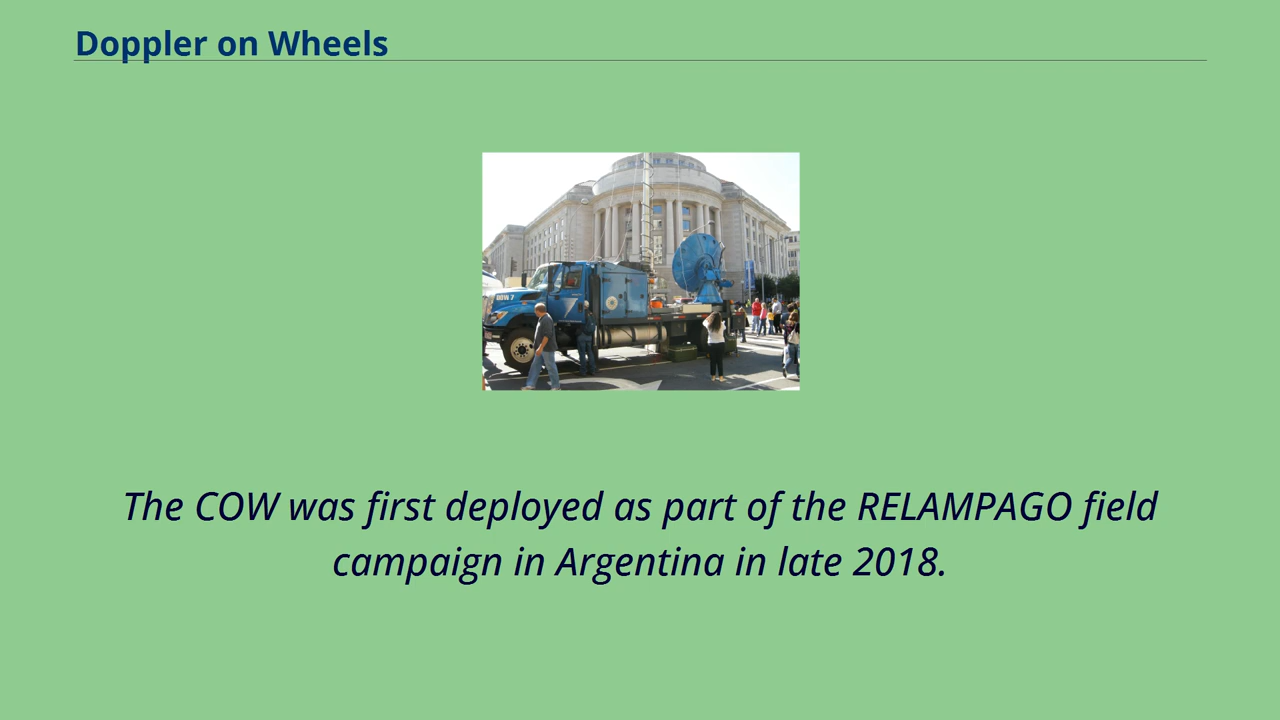 Doppler on Wheels
DOW 7
The COW was first deployed as part of the RELAMPAGO field
campaign in Argentina in late 2018.